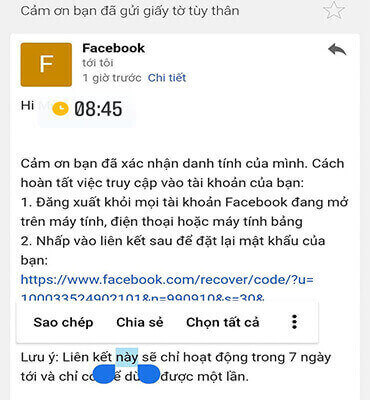 Cảm ơn bạn đã gửi giấy tờ tùy thân
F
Facebook
tới tôi
1 giờ trước Chi tiết
Hi
08:45
Cảm ơn bạn đã xác nhận danh tính của mình. Cách
hoàn tất việc truy cập vào tài khoản của bạn:
1. Đăng xuất khỏi mọi tài khoản Facebook đang mở
trên máy tính, điện thoại hoặc máy tính bảng
2. Nhấp vào liên kết sau để đặt lại mật khẩu của
bạn:
https://www.facebook.com/recover/code/?u=
100033524902101&n=990910&s=30&
Sao chép Chia sẻ Chọn tất cả
Lưu ý: Liên kết này sẽ chỉ hoạt động trong 7 ngày
tới và chỉ được một lần.